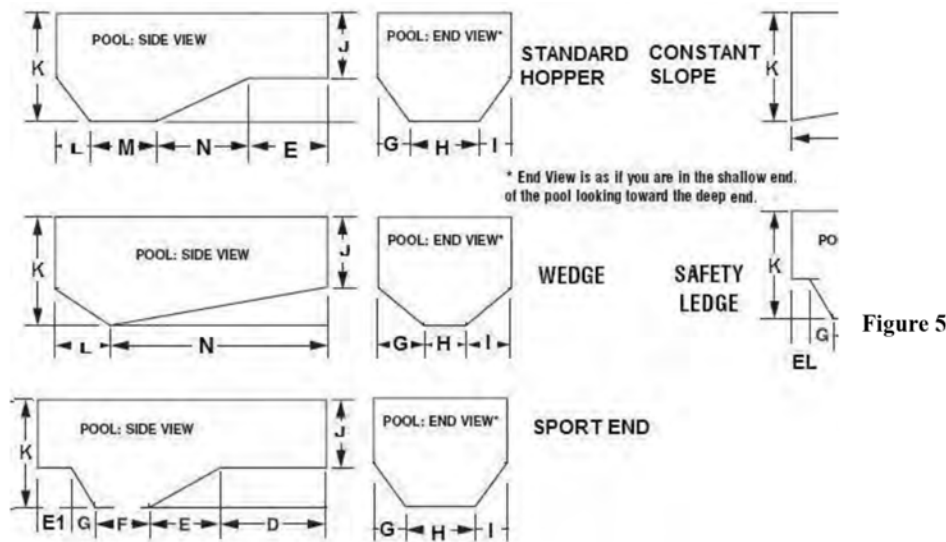 POOL: SIDE VIEW
K
J
L M N E
POOL: END VIEW*
G H I
STANDARD
HOPPER
CONSTANT
SLOPE
K
* End View is as if you are in the shallow end.
of the pool looking toward the deep end.
POOL: SIDE VIEW
K
J
L N
POOL: END VIEW*
G H I
WEDGE
SAFETY
LEDGE
K
PO
G
EL
Figure 5
POOL: SIDE VIEW
K
J
E1 G F E D
POOL: END VIEW*
G H I
SPORT END